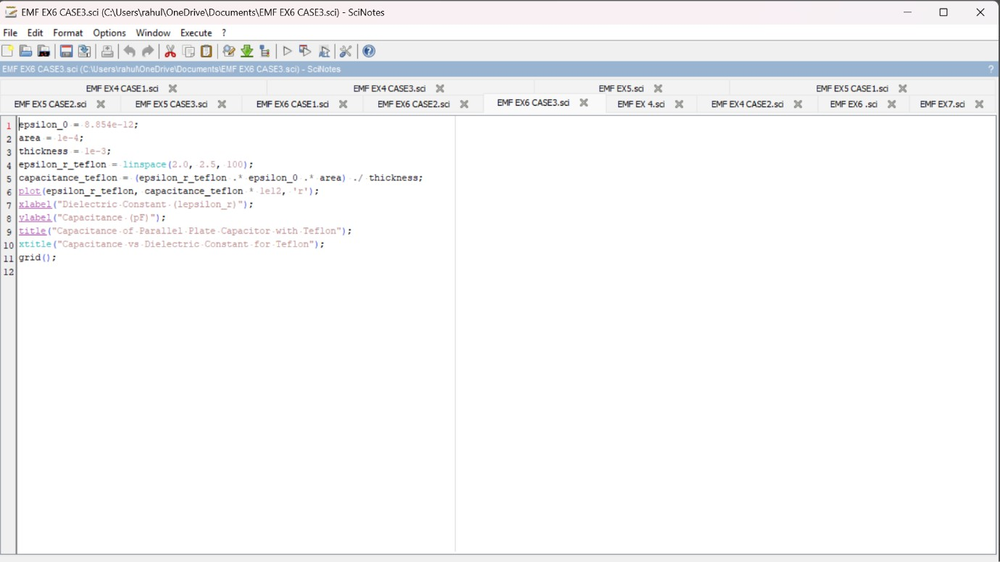 EMF EX6 CASE3.sci (C:\Users\rahul\OneDrive\Documents\EMF EX6 CASE3.sci) - SciNotes
File Edit Format Options Window Execute ?
EMF EX6 CASE3.sci (C:\Users\rahul\OneDrive\Documents\EMF EX6 CASE3.sci) - SciNotes ?
EMF EX4 CASE1.sci EMF EX4 CASE3.sci EMF EX5.sci EMF EX5 CASE1.sci
EMF EX5 CASE2.sci EMF EX5 CASE3.sci EMF EX6 CASE1.sci EMF EX6 CASE2.sci EMF EX6 CASE3.sci EMF EX 4.sci EMF EX4 CASE2.sci EMF EX6 .sci EMF EX7.sci
1 epsilon_0 = 8.854e-12;
2 area = 1e-4;
3 thickness = 1e-3;
4 epsilon_r_teflon = linspace(2.0, 2.5, 100);
5 capacitance_teflon = (epsilon_r_teflon .* epsilon_0 .* area) ./ thickness;
6 plot(epsilon_r_teflon, capacitance_teflon * 1e12, 'r');
7 xlabel("Dielectric Constant (lepsilon_r)");
8 ylabel("Capacitance (pF)");
9 title("Capacitance of Parallel Plate Capacitor with Teflon");
10 xtitle("Capacitance vs Dielectric Constant for Teflon");
11 grid();
12